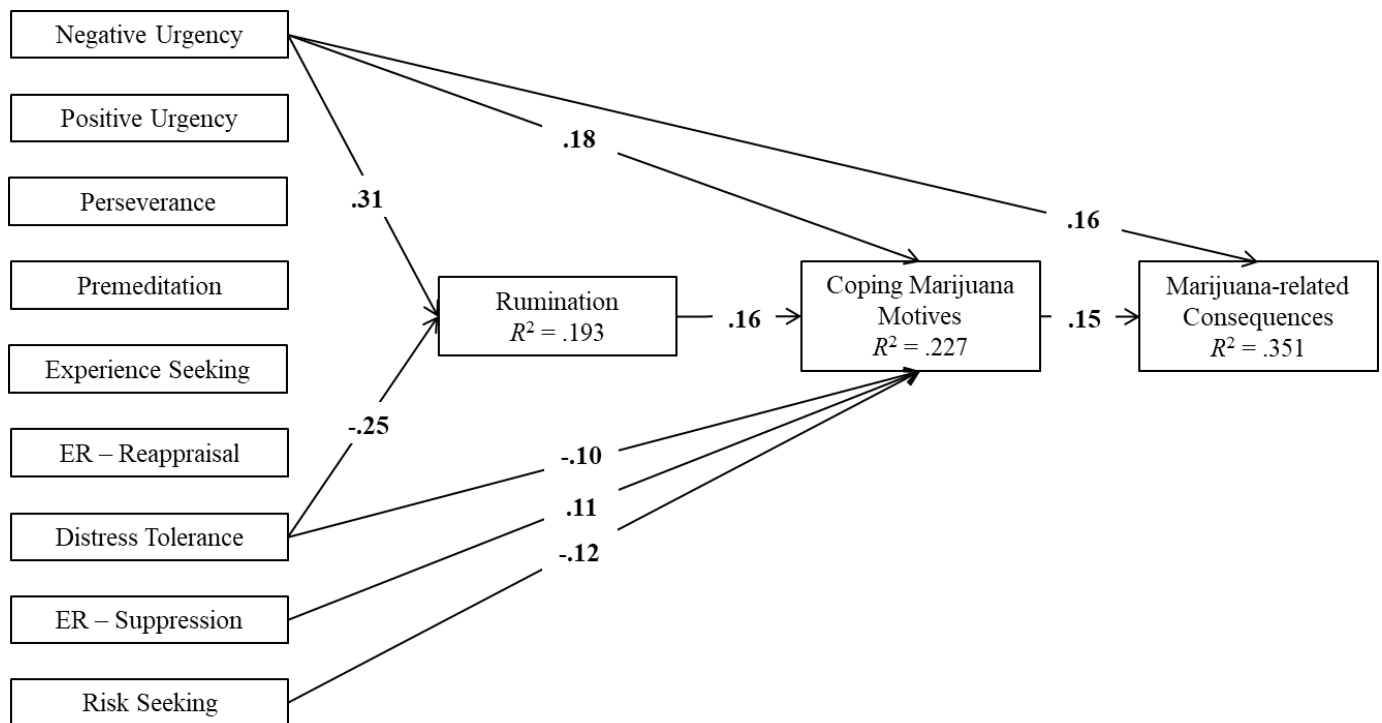 Negative Urgency
Positive Urgency
.18
Perseverance
.31
.16
Premeditation
Rumination
R² = .193
.16
Coping Marijuana
Motives
R² = .227
.15
Marijuana-related
Consequences
R² = .351
Experience Seeking
-.25
ER – Reappraisal
-.10
Distress Tolerance
.11
-.12
ER – Suppression
Risk Seeking